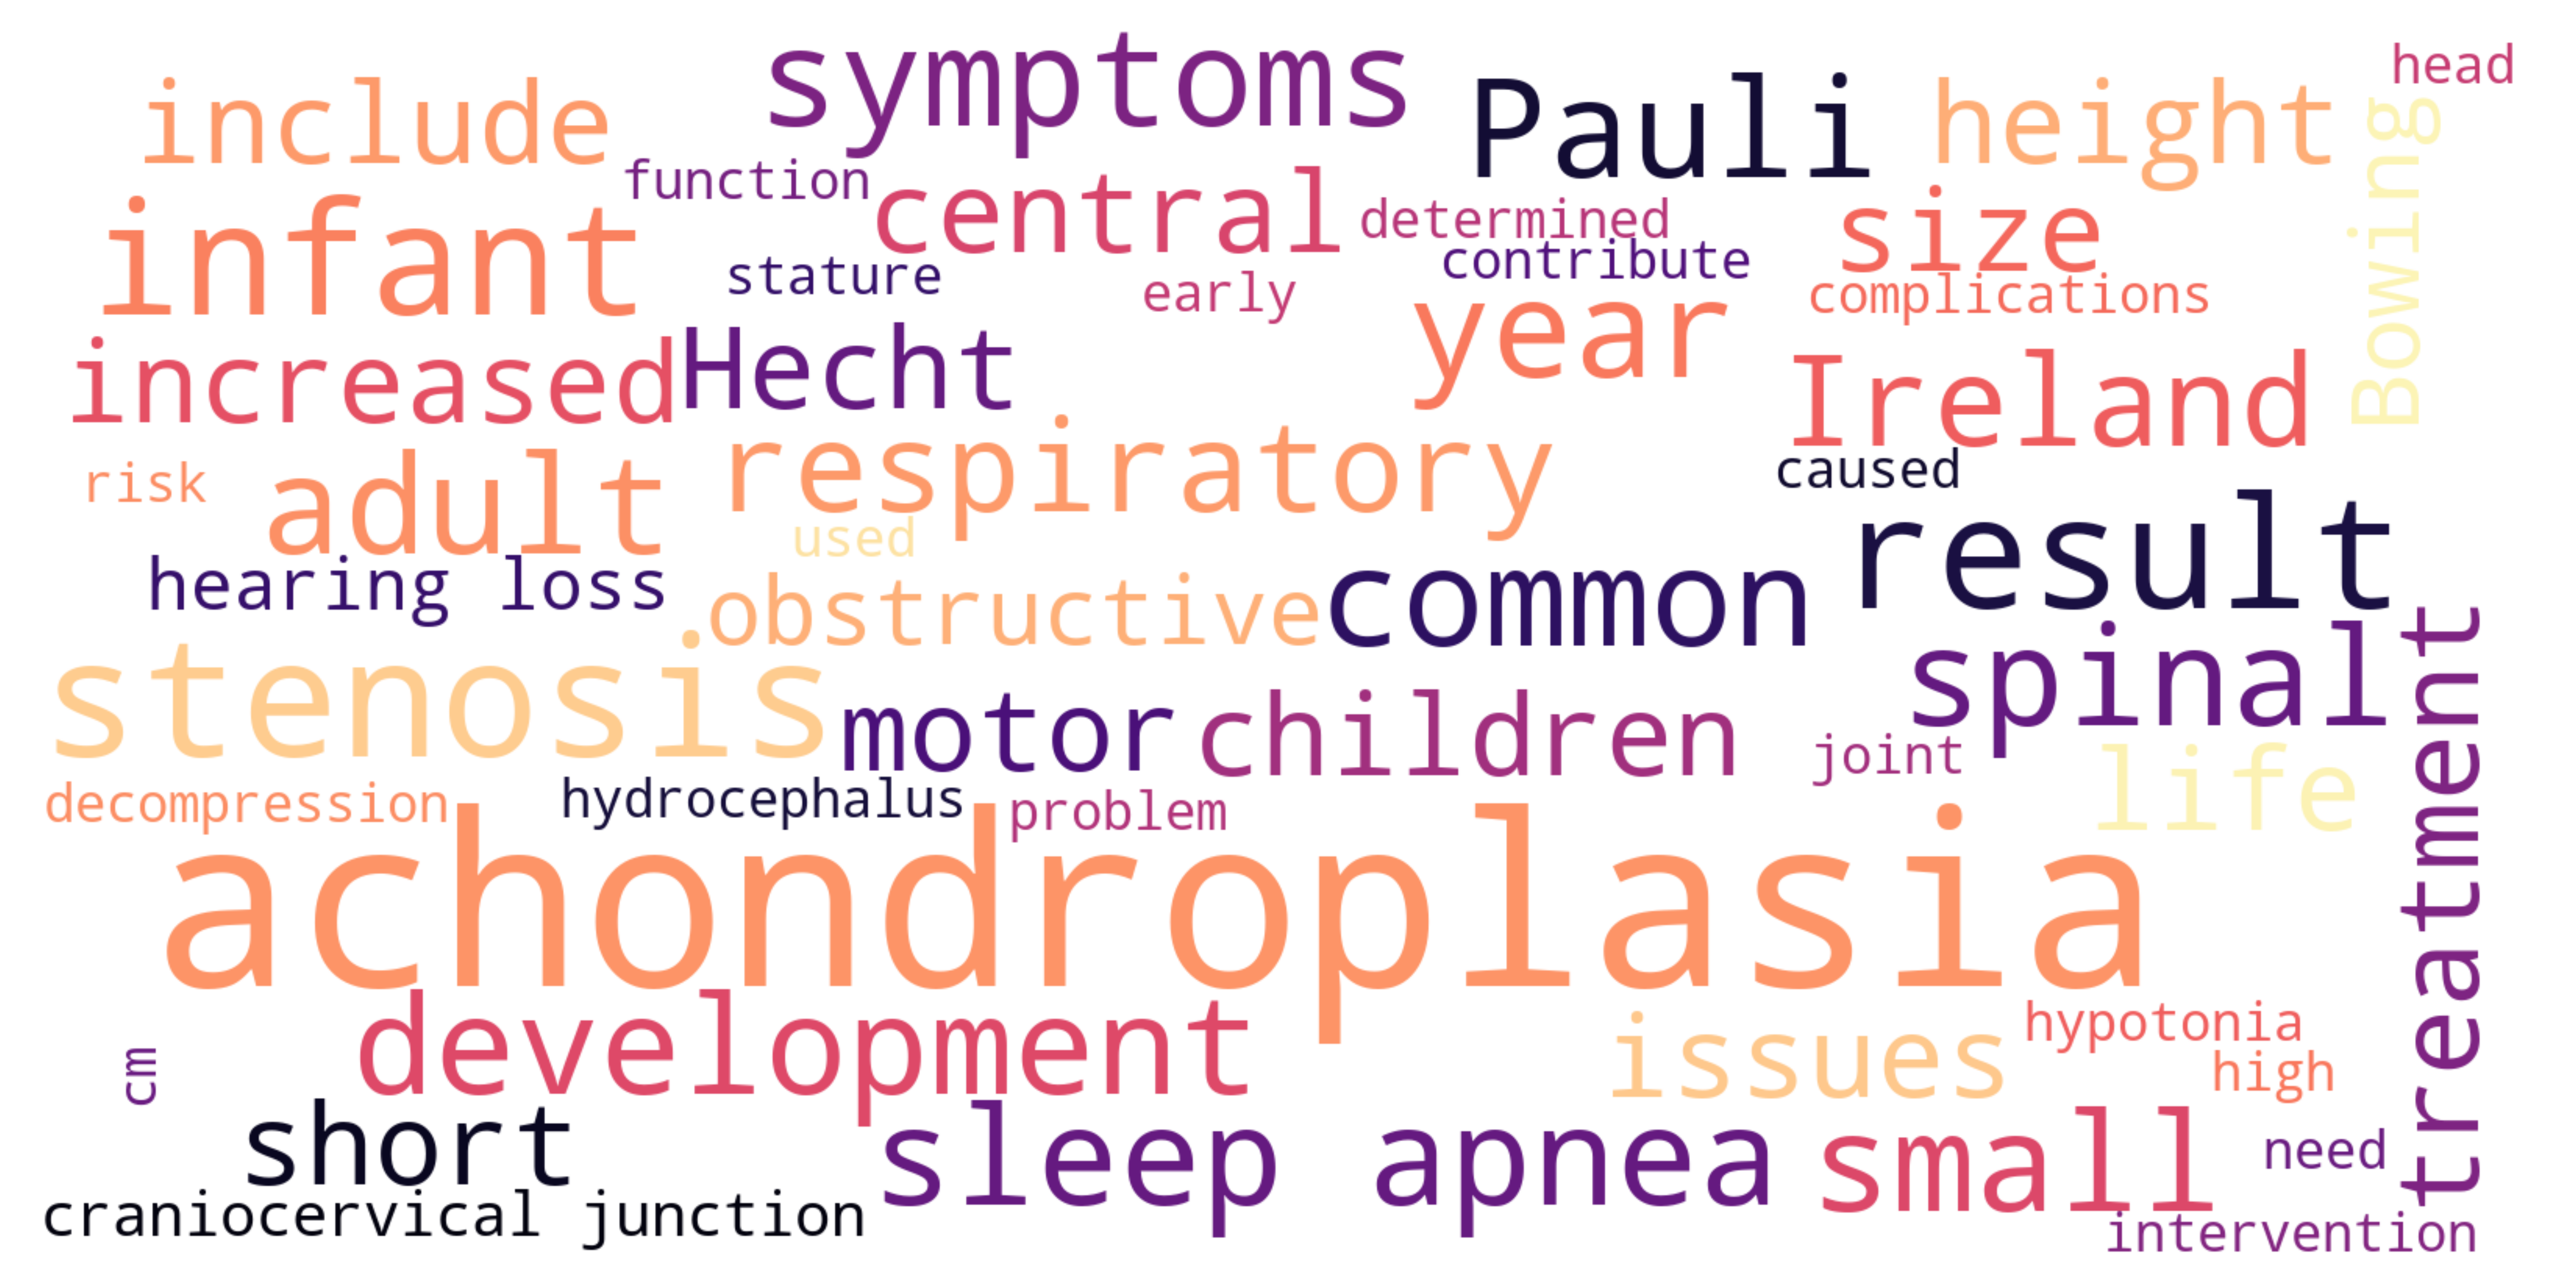 symptoms
head
include
Pauli
height
Bowing
function
central
determined
size
infant
stature
contribute
early
complications
year
increased
Hecht
Ireland
risk
adult
respiratory
caused
used
result
hearing loss
obstructive
common
stenosis
spinal
treatment
motor
children
joint
life
decompression
hydrocephalus
problem
achondroplasia
development
issues
hypotonia
high
cm
short
sleep apnea
small
need
craniocervical junction
intervention